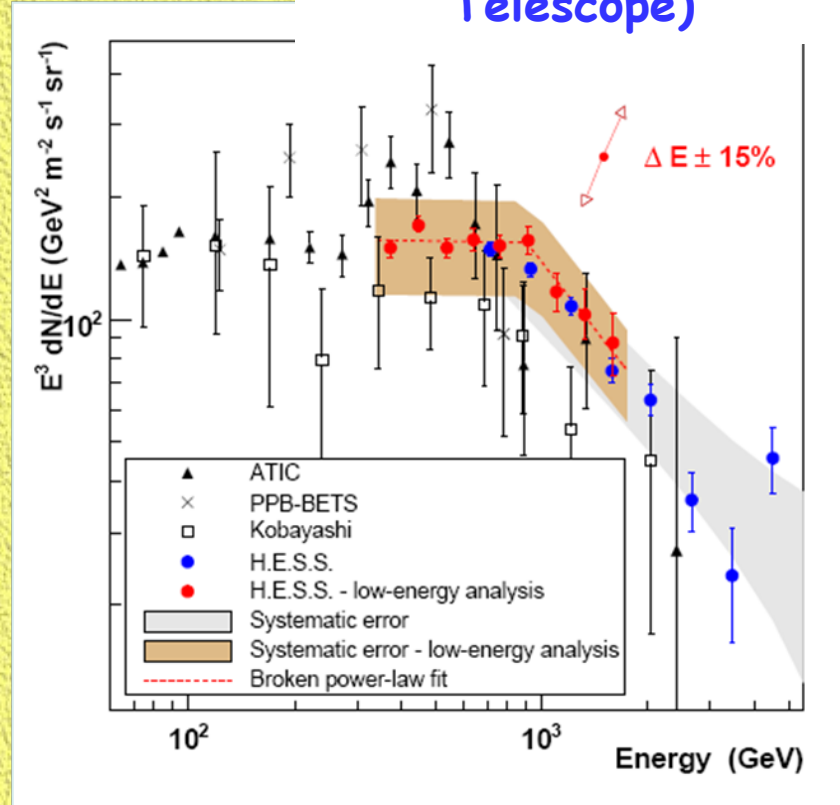 Telescope)
E³ dN/dE (GeV² m⁻² s⁻¹ sr⁻¹)
Δ E ± 15%
10²
ATIC
PPB-BETS
Kobayashi
H.E.S.S.
H.E.S.S. - low-energy analysis
Systematic error
Systematic error - low-energy analysis
Broken power-law fit
10²
10³
Energy (GeV)